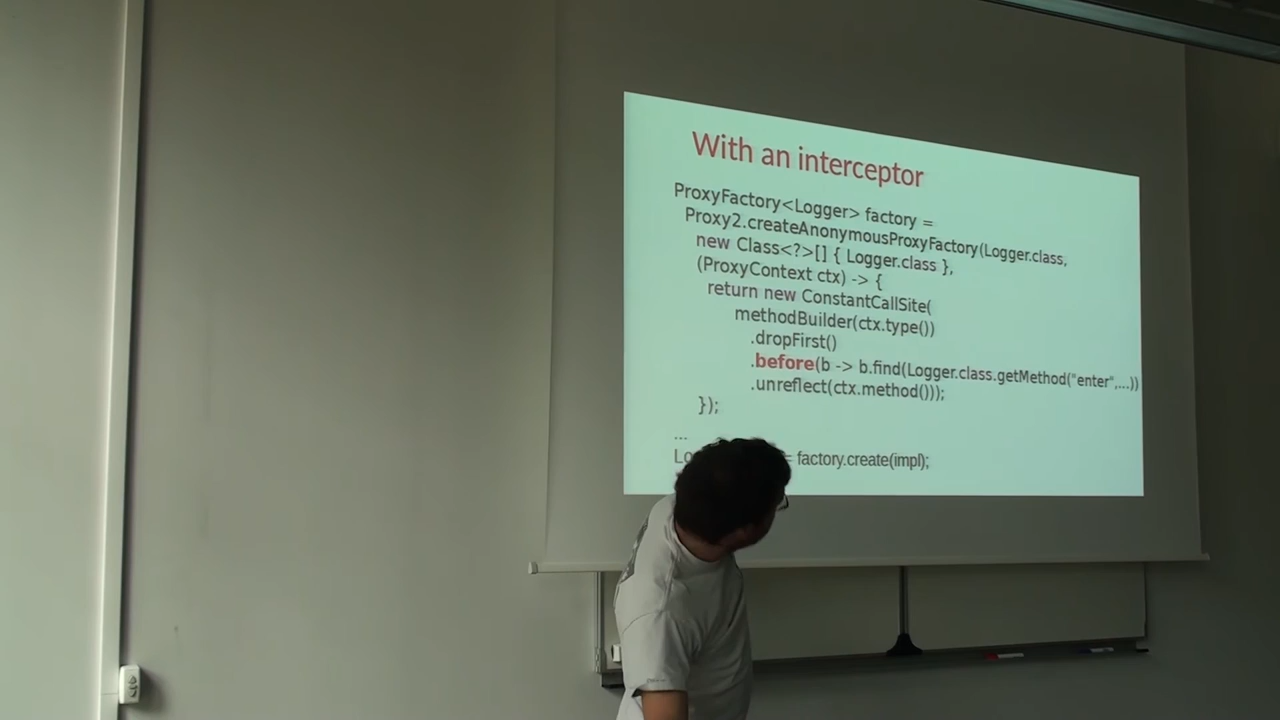 With an interceptor
ProxyFactory<Logger> factory =
Proxy2.createAnonymousProxyFactory(Logger.class,
new Class<?>[] { Logger.class },
(ProxyContext ctx) -> {
return new ConstantCallSite(
methodBuilder(ctx.type())
.dropFirst()
.before(b -> b.find(Logger.class.getMethod("enter",...))
.unreflect(ctx.method()));
});
...
= factory.create(impl);